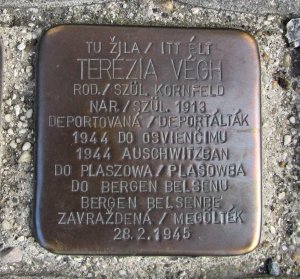 TU ŽILA / ITT ÉLT
TERÉZIA VÉGH
ROD. / SZÜL. KORNFELD
NAR. / SZÜL. 1913
DEPORTOVANÁ / DEPORTÁLTÁK
1944 DO OSVIENČIMU
1944 AUSCHWITZBAN
DO PLASZOWA / PLASOWBA
DO BERGEN BELSENU
BERGEN BELSENBE
ZAVRAŽDENÁ / MEGÖLTÉK
28.2.1945